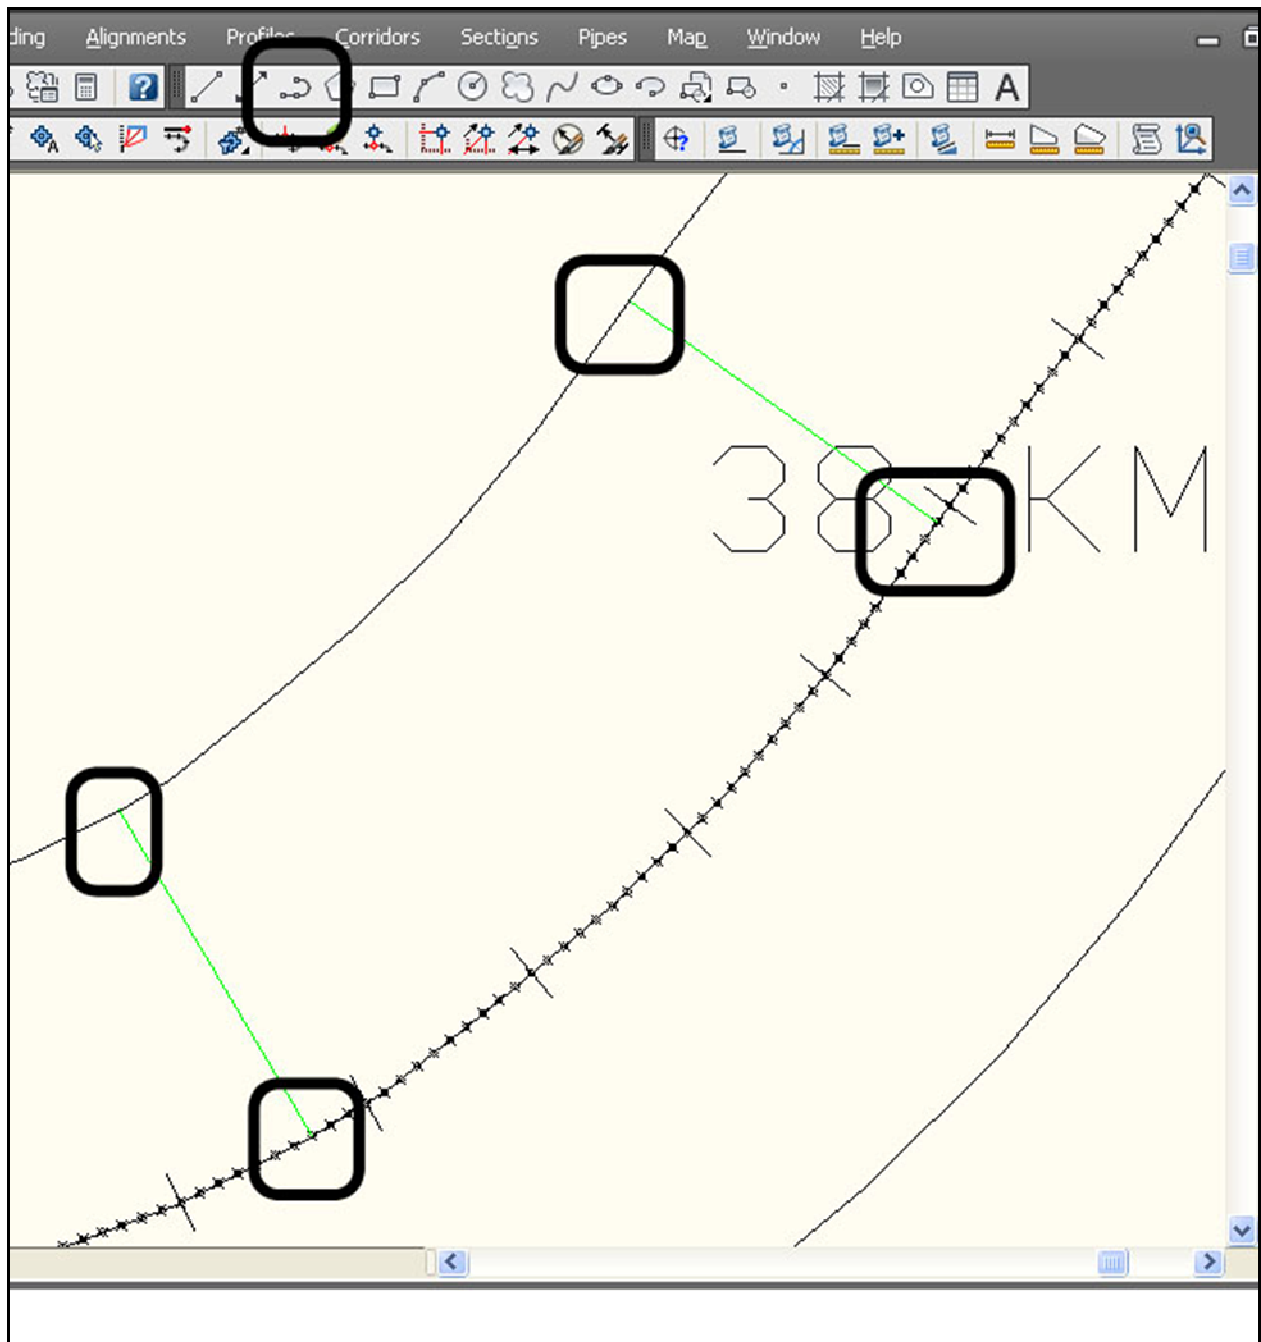 ding Alignments Profiles Corridors Sections Pipes Map Window Help
A
38 KM